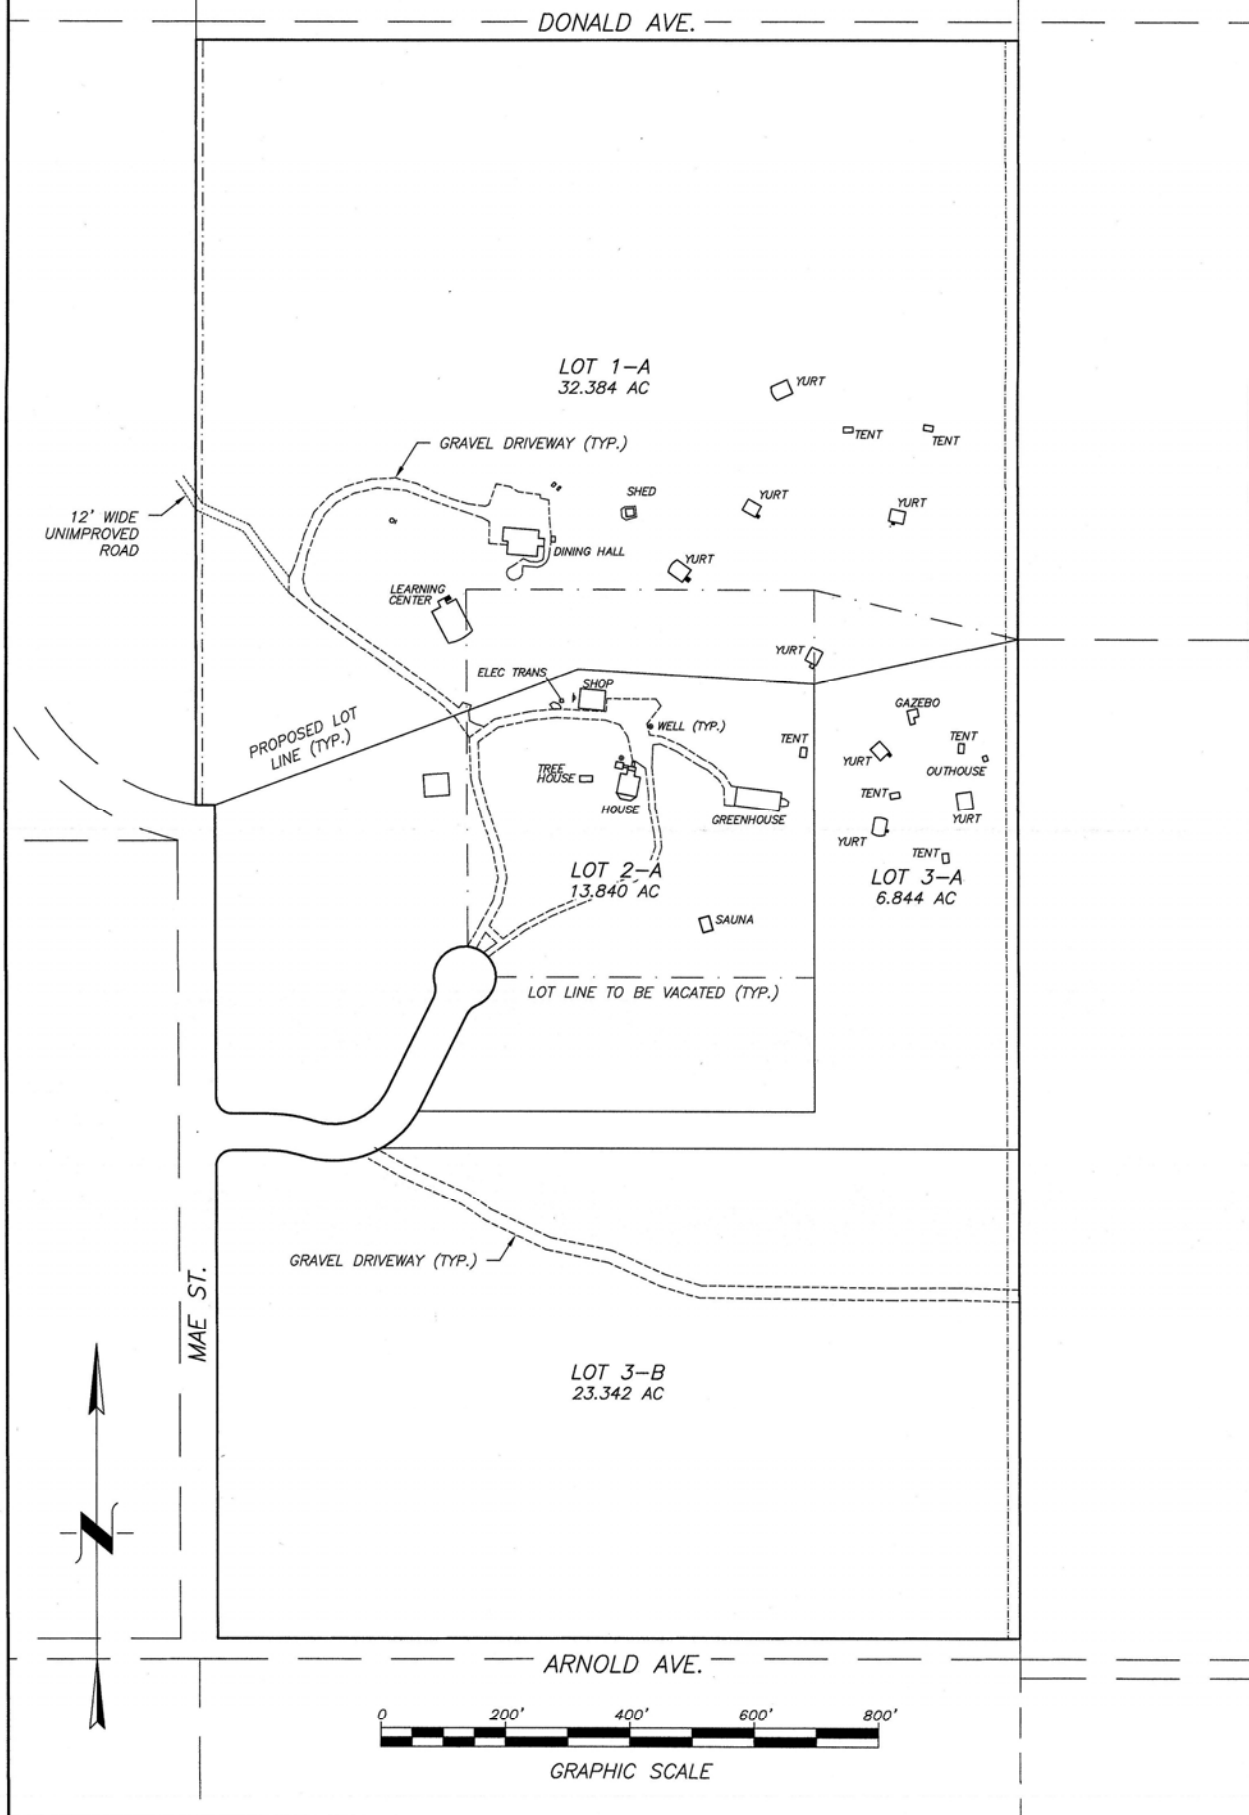 DONALD AVE.
LOT 1-A
32.384 AC
YURT
TENT
TENT
GRAVEL DRIVEWAY (TYP.)
SHED
YURT
YURT
12' WIDE
UNIMPROVED
ROAD
DINING HALL
YURT
LEARNING
CENTER
YURT
ELEC TRANS
SHOP
GAZEBO
PROPOSED LOT
LINE (TYP.)
WELL (TYP.)
TENT
TENT
YURT
OUTHOUSE
TREE
HOUSE
TENT
HOUSE
GREENHOUSE
YURT
YURT
TENT
LOT 2-A
13.840 AC
LOT 3-A
6.844 AC
SAUNA
LOT LINE TO BE VACATED (TYP.)
GRAVEL DRIVEWAY (TYP.)
MAE ST.
LOT 3-B
23.342 AC
N
ARNOLD AVE.
0 200' 400' 600' 800'
GRAPHIC SCALE